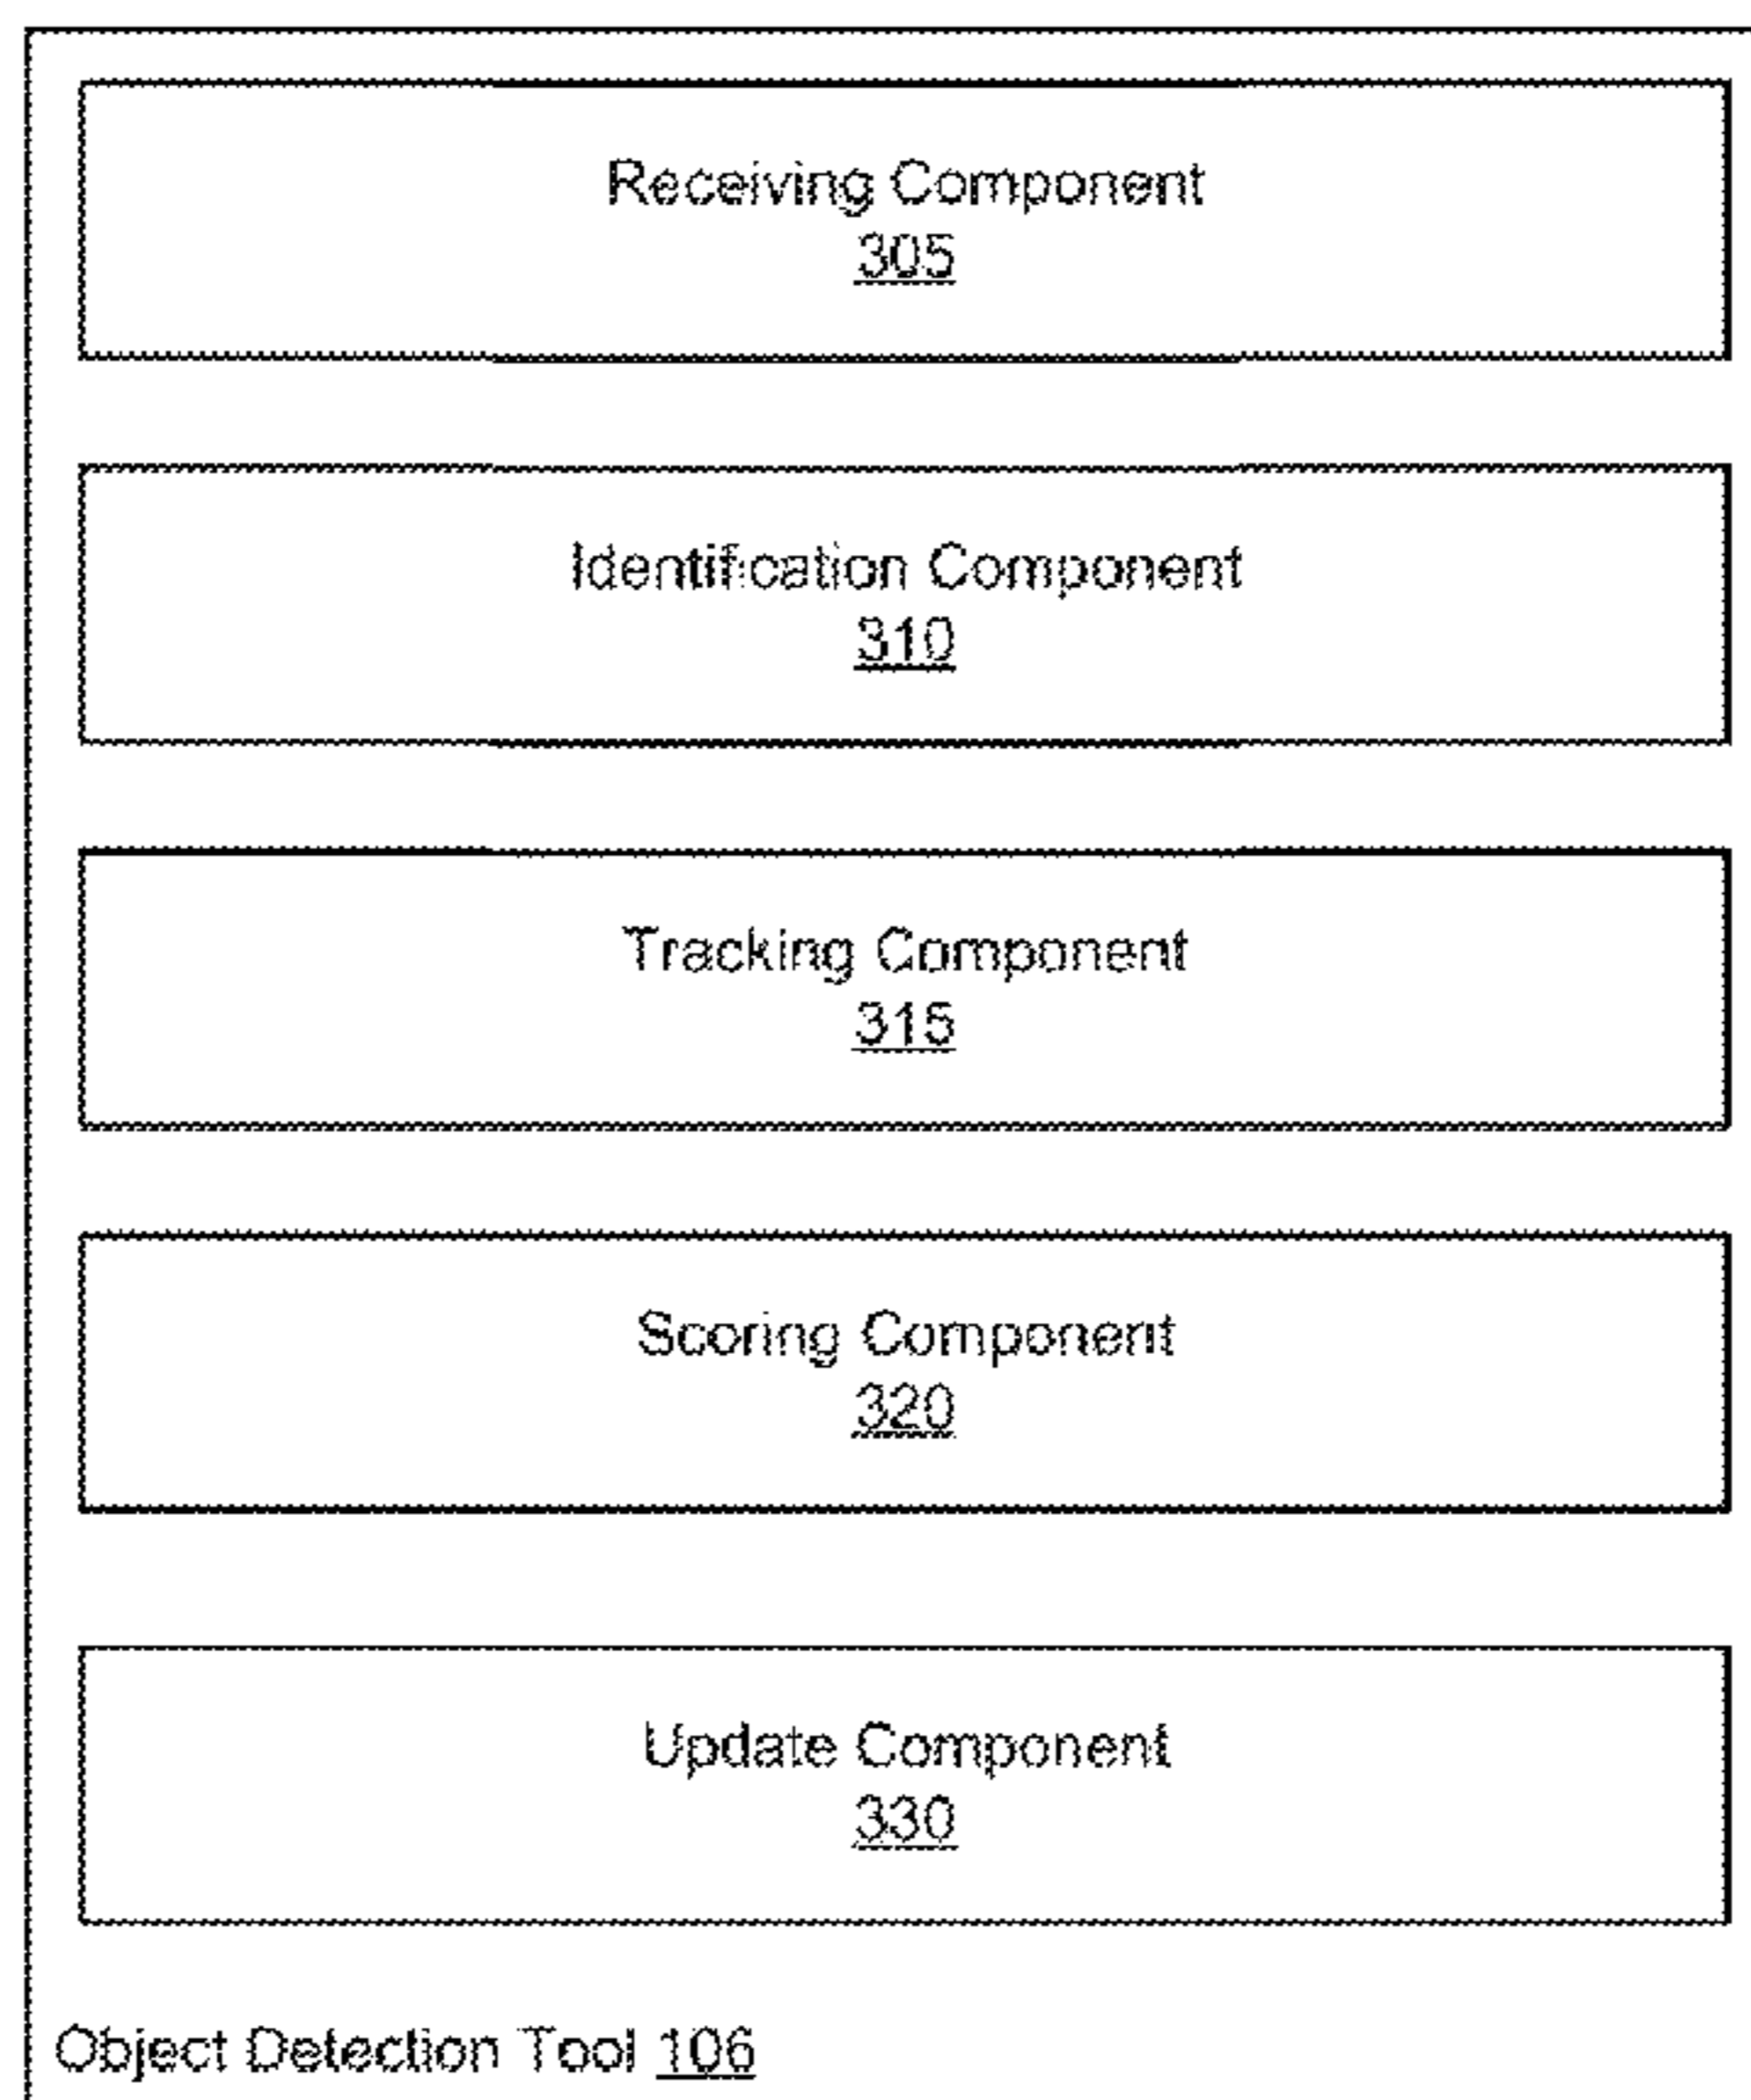 Receiving Component
305
Identification Component
310
Tracking Component
315
Scoring Component
320
Update Component
330
Object Detection Tool 106